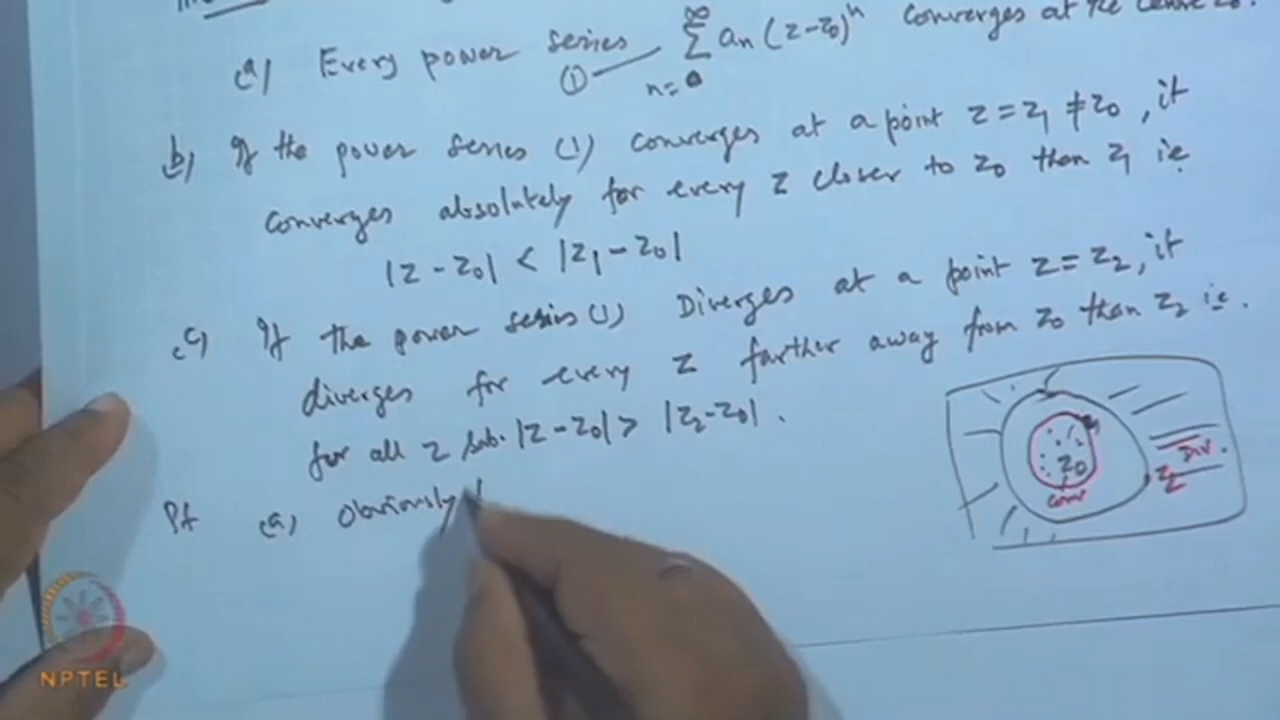 (a) Every power series ∑ an (z-z0)^n converges at the centre z0.
(1) n=0 ∞
b) If the power series (1) converges at a point z=z1 ≠z0, it
converges absolutely for every z closer to z0 than z1 ie
|z-z0| < |z1-z0|
(c) If the power series (1) Diverges at a point z=z2, it
diverges for every z farther away from z0 than z2 ie.
for all z s.t. |z-z0| > |z2-z0|.
z1
z0
Conv
Div.
z2
Pf (a) Obviously
NPTEL